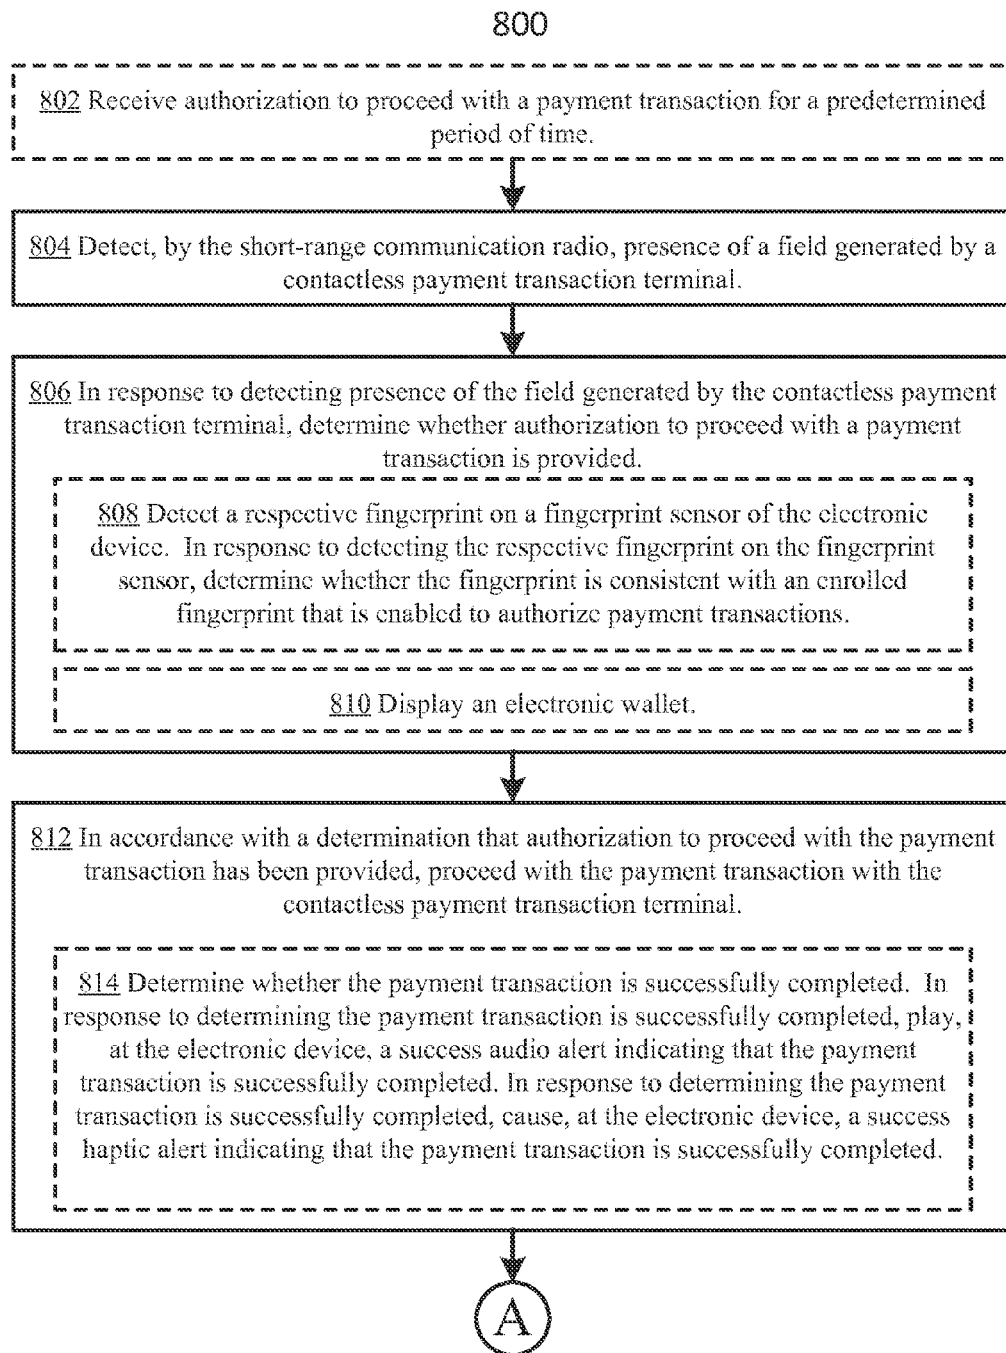 800
802 Receive authorization to proceed with a payment transaction for a predetermined
period of time.
804 Detect, by the short-range communication radio, presence of a field generated by a
contactless payment transaction terminal.
806 In response to detecting presence of the field generated by the contactless payment
transaction terminal, determine whether authorization to proceed with a payment
transaction is provided.
808 Detect a respective fingerprint on a fingerprint sensor of the electronic
device. In response to detecting the respective fingerprint on the fingerprint
sensor, determine whether the fingerprint is consistent with an enrolled
fingerprint that is enabled to authorize payment transactions.
810 Display an electronic wallet.
812 In accordance with a determination that authorization to proceed with the payment
transaction has been provided, proceed with the payment transaction with the
contactless payment transaction terminal.
814 Determine whether the payment transaction is successfully completed. In
response to determining the payment transaction is successfully completed, play,
at the electronic device, a success audio alert indicating that the payment
transaction is successfully completed. In response to determining the payment
transaction is successfully completed, cause, at the electronic device, a success
haptic alert indicating that the payment transaction is successfully completed.
A